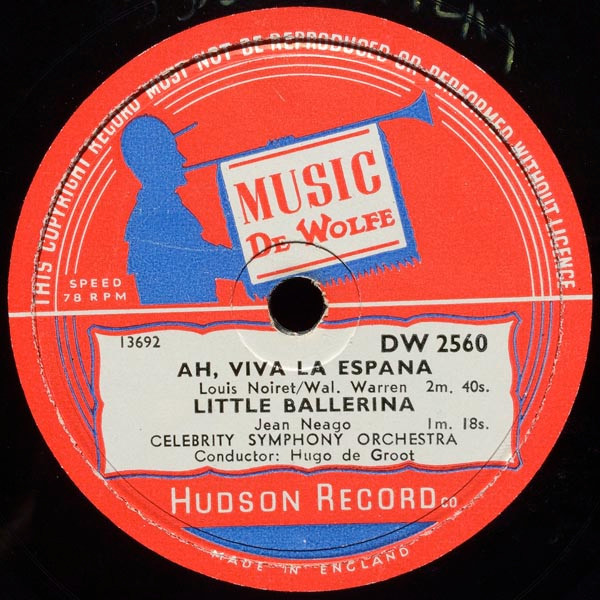 THIS COPYRIGHT RECORD MUST NOT BE REPRODUCED OR PERFORMED WITHOUT LICENCE
MUSIC
DE WOLFE
SPEED
78 RPM
13692 DW 2560
AH, VIVA LA ESPANA
Louis Noiret/Wal. Warren 2m. 40s.
LITTLE BALLERINA
Jean Neago 1m. 18s.
CELEBRITY SYMPHONY ORCHESTRA
Conductor: Hugo de Groot
HUDSON RECORD CO
MADE IN ENGLAND